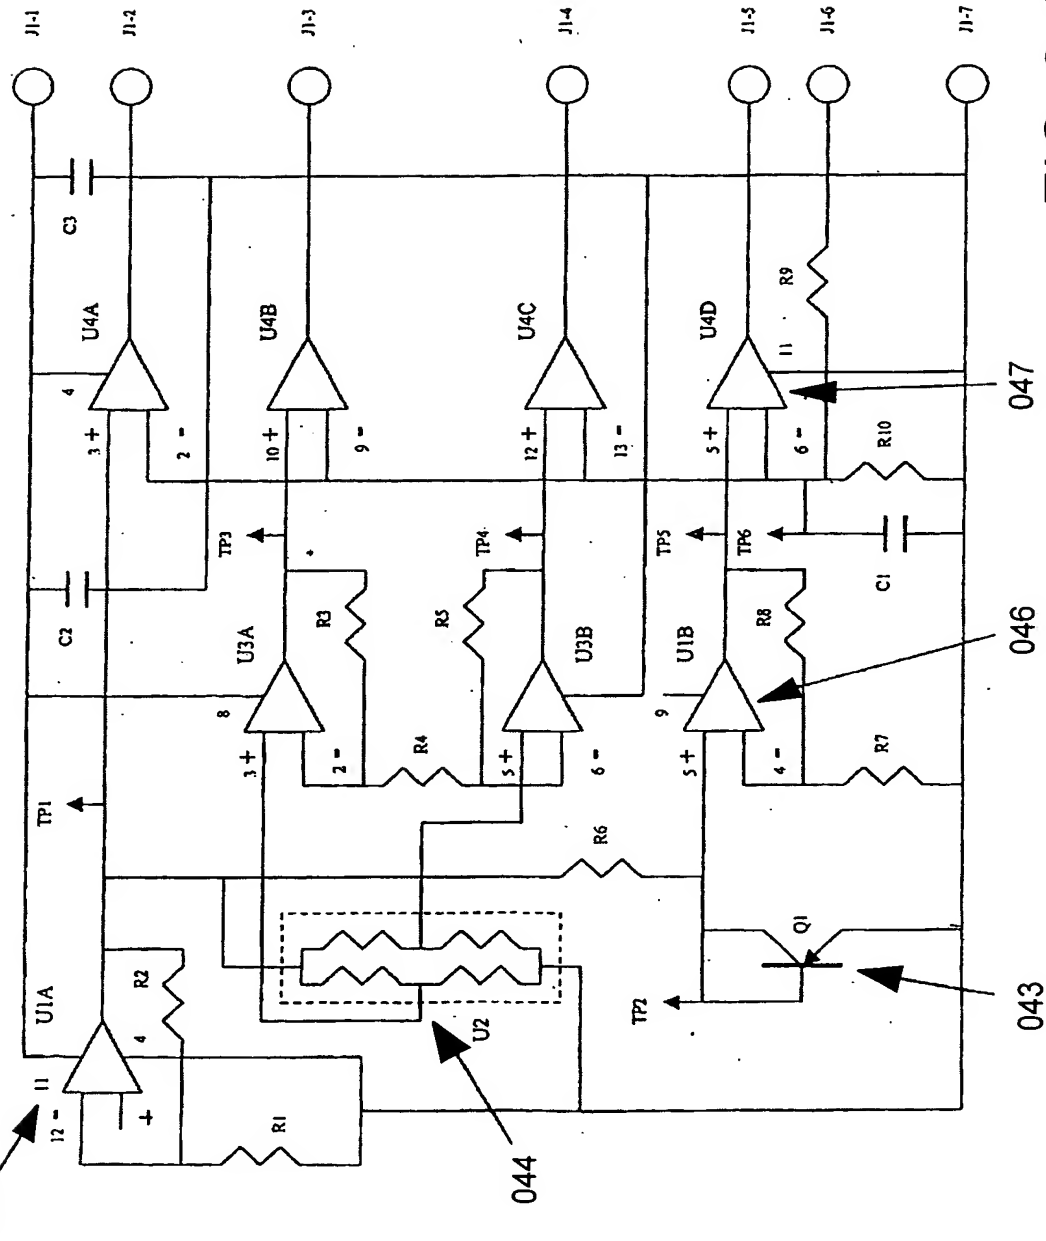 J1-1
J1-2
J1-3
J1-4
J1-5
J1-6
J1-7
C3
U4A
4
3 +
2 -
U4B
10 +
9 -
U4C
12 +
13 -
U4D
11
5 +
6 -
R9
047
R10
TP3
TP4
TP5
TP6
C2
C1
U3A
8
3 +
2 -
R3
R5
R4
U3B
5 +
6 -
U1B
9
5 +
4 -
R8
R7
046
TP1
R6
U1A
11
12 -
+
4
R2
R1
U2
044
TP2
Q1
043